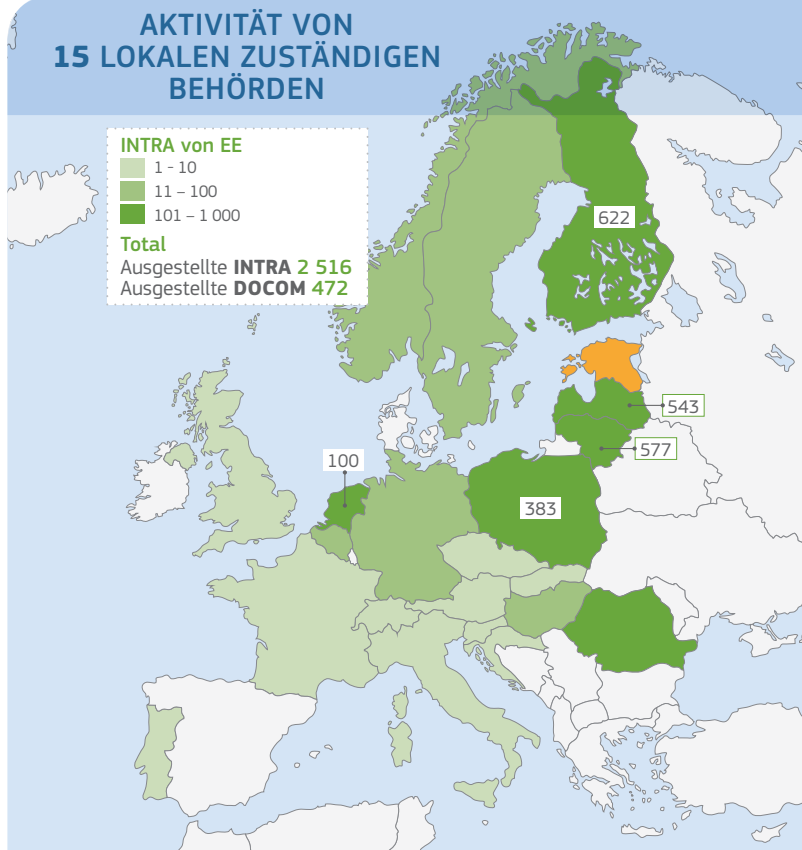 AKTIVITÄT VON
15 LOKALEN ZUSTÄNDIGEN
BEHÖRDEN
INTRA von EE
1 - 10
11 – 100
101 – 1 000
Total
Ausgestellte INTRA 2 516
Ausgestellte DOCOM 472
622
543
577
100
383